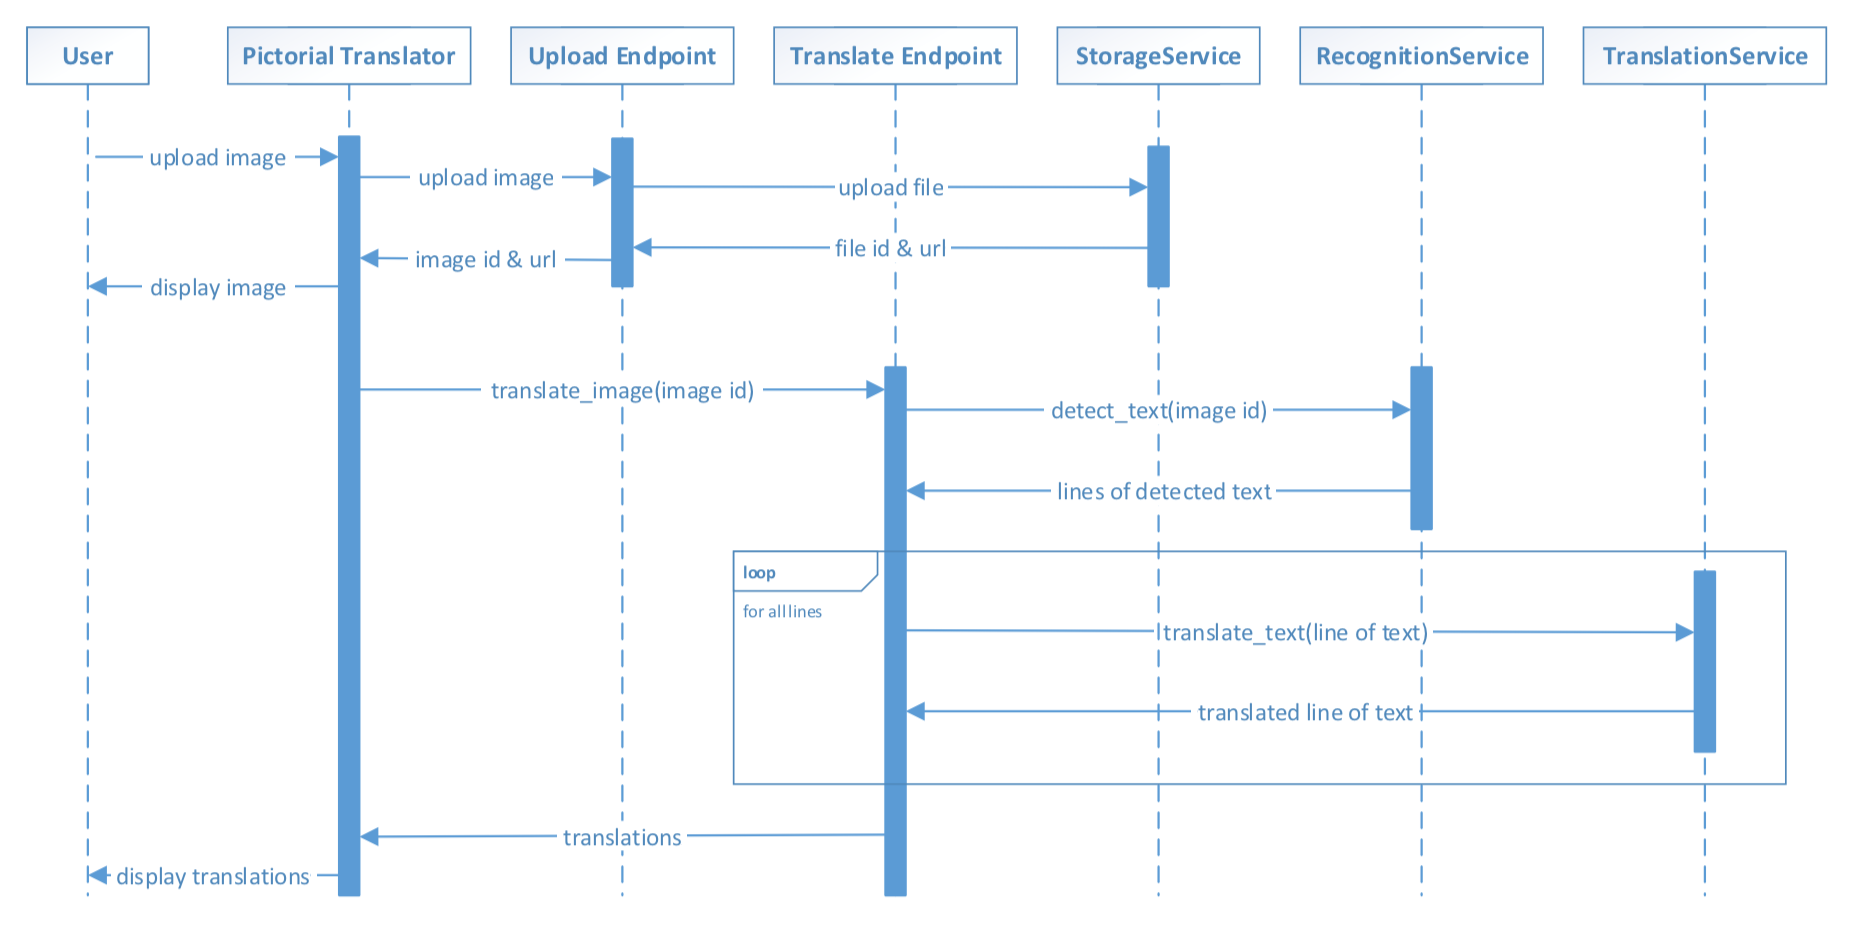 User
Pictorial Translator
Upload Endpoint
Translate Endpoint
StorageService
RecognitionService
TranslationService
upload image
upload image
upload file
file id & url
image id & url
display image
translate_image(image id)
detect_text(image id)
lines of detected text
loop
for all lines
translate_text(line of text)
translated line of text
translations
display translations